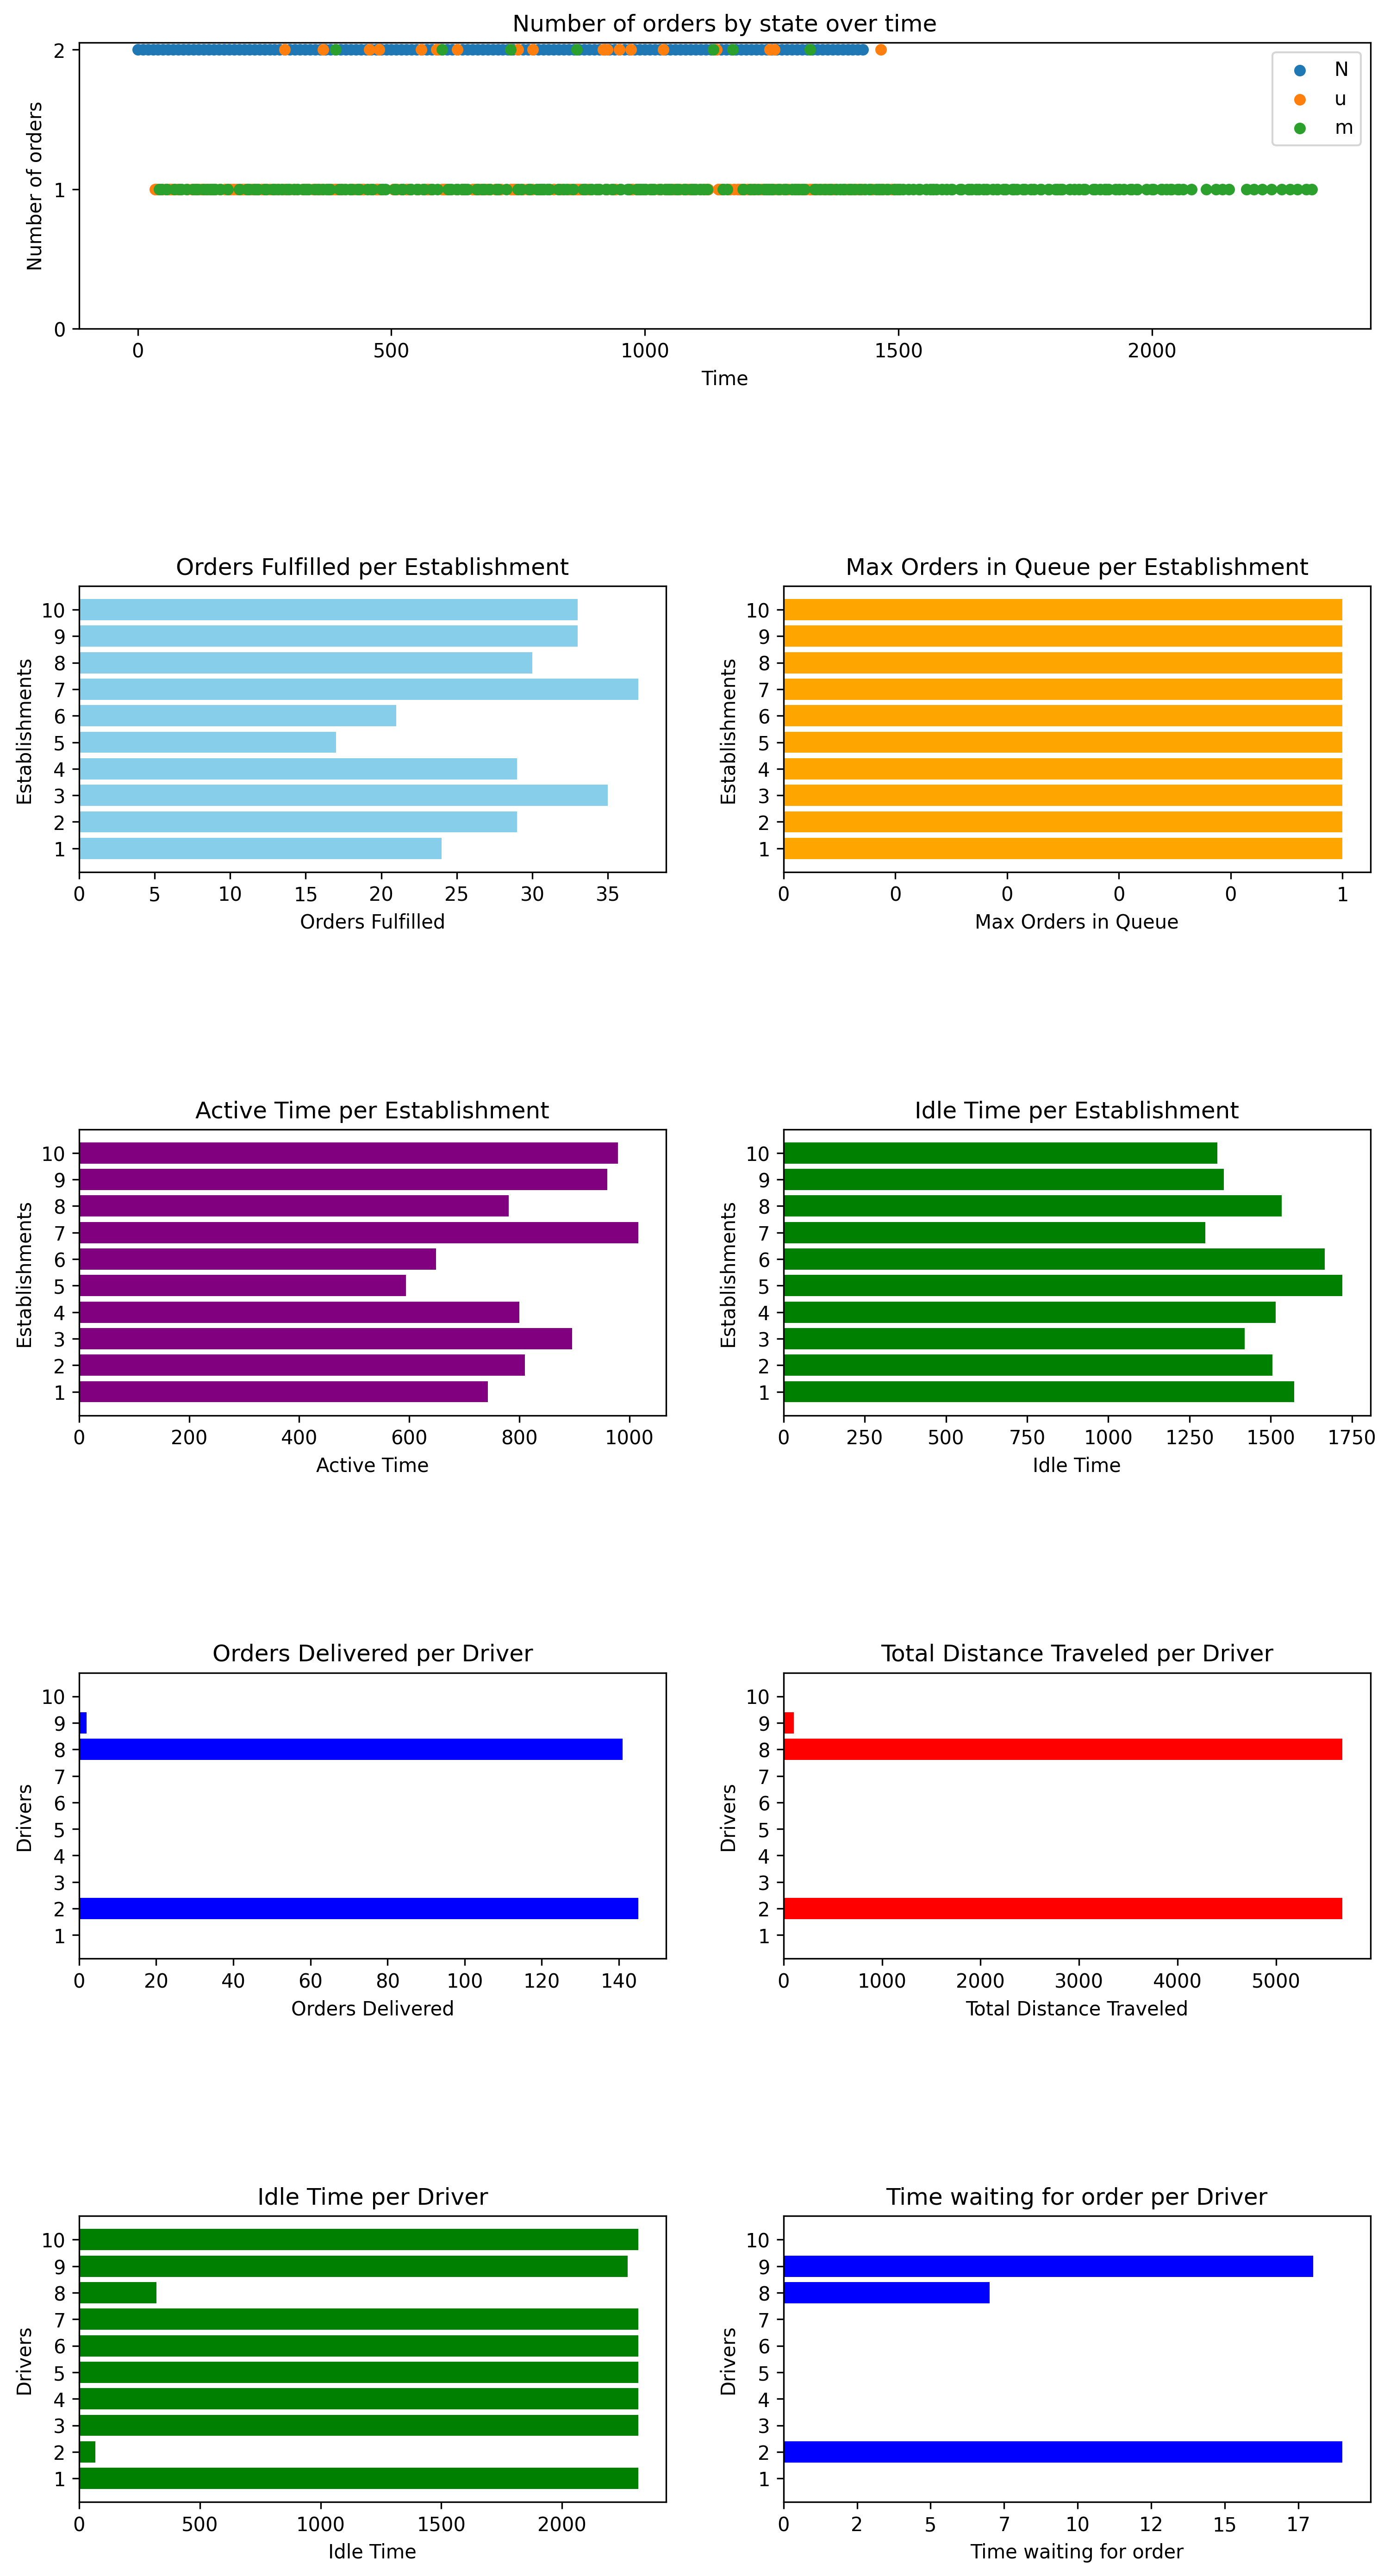 Number of orders by state over time
2
1
0
Number of orders
N
u
m
0 500 1000 1500 2000
Time
Orders Fulfilled per Establishment
10
9
8
7
6
5
4
3
2
1
Establishments
0 5 10 15 20 25 30 35
Orders Fulfilled
Max Orders in Queue per Establishment
10
9
8
7
6
5
4
3
2
1
Establishments
0 0 0 0 0 1
Max Orders in Queue
Active Time per Establishment
10
9
8
7
6
5
4
3
2
1
Establishments
0 200 400 600 800 1000
Active Time
Idle Time per Establishment
10
9
8
7
6
5
4
3
2
1
Establishments
0 250 500 750 1000 1250 1500 1750
Idle Time
Orders Delivered per Driver
10
9
8
7
6
5
4
3
2
1
Drivers
0 20 40 60 80 100 120 140
Orders Delivered
Total Distance Traveled per Driver
10
9
8
7
6
5
4
3
2
1
Drivers
0 1000 2000 3000 4000 5000
Total Distance Traveled
Idle Time per Driver
10
9
8
7
6
5
4
3
2
1
Drivers
0 500 1000 1500 2000
Idle Time
Time waiting for order per Driver
10
9
8
7
6
5
4
3
2
1
Drivers
0 2 5 7 10 12 15 17
Time waiting for order